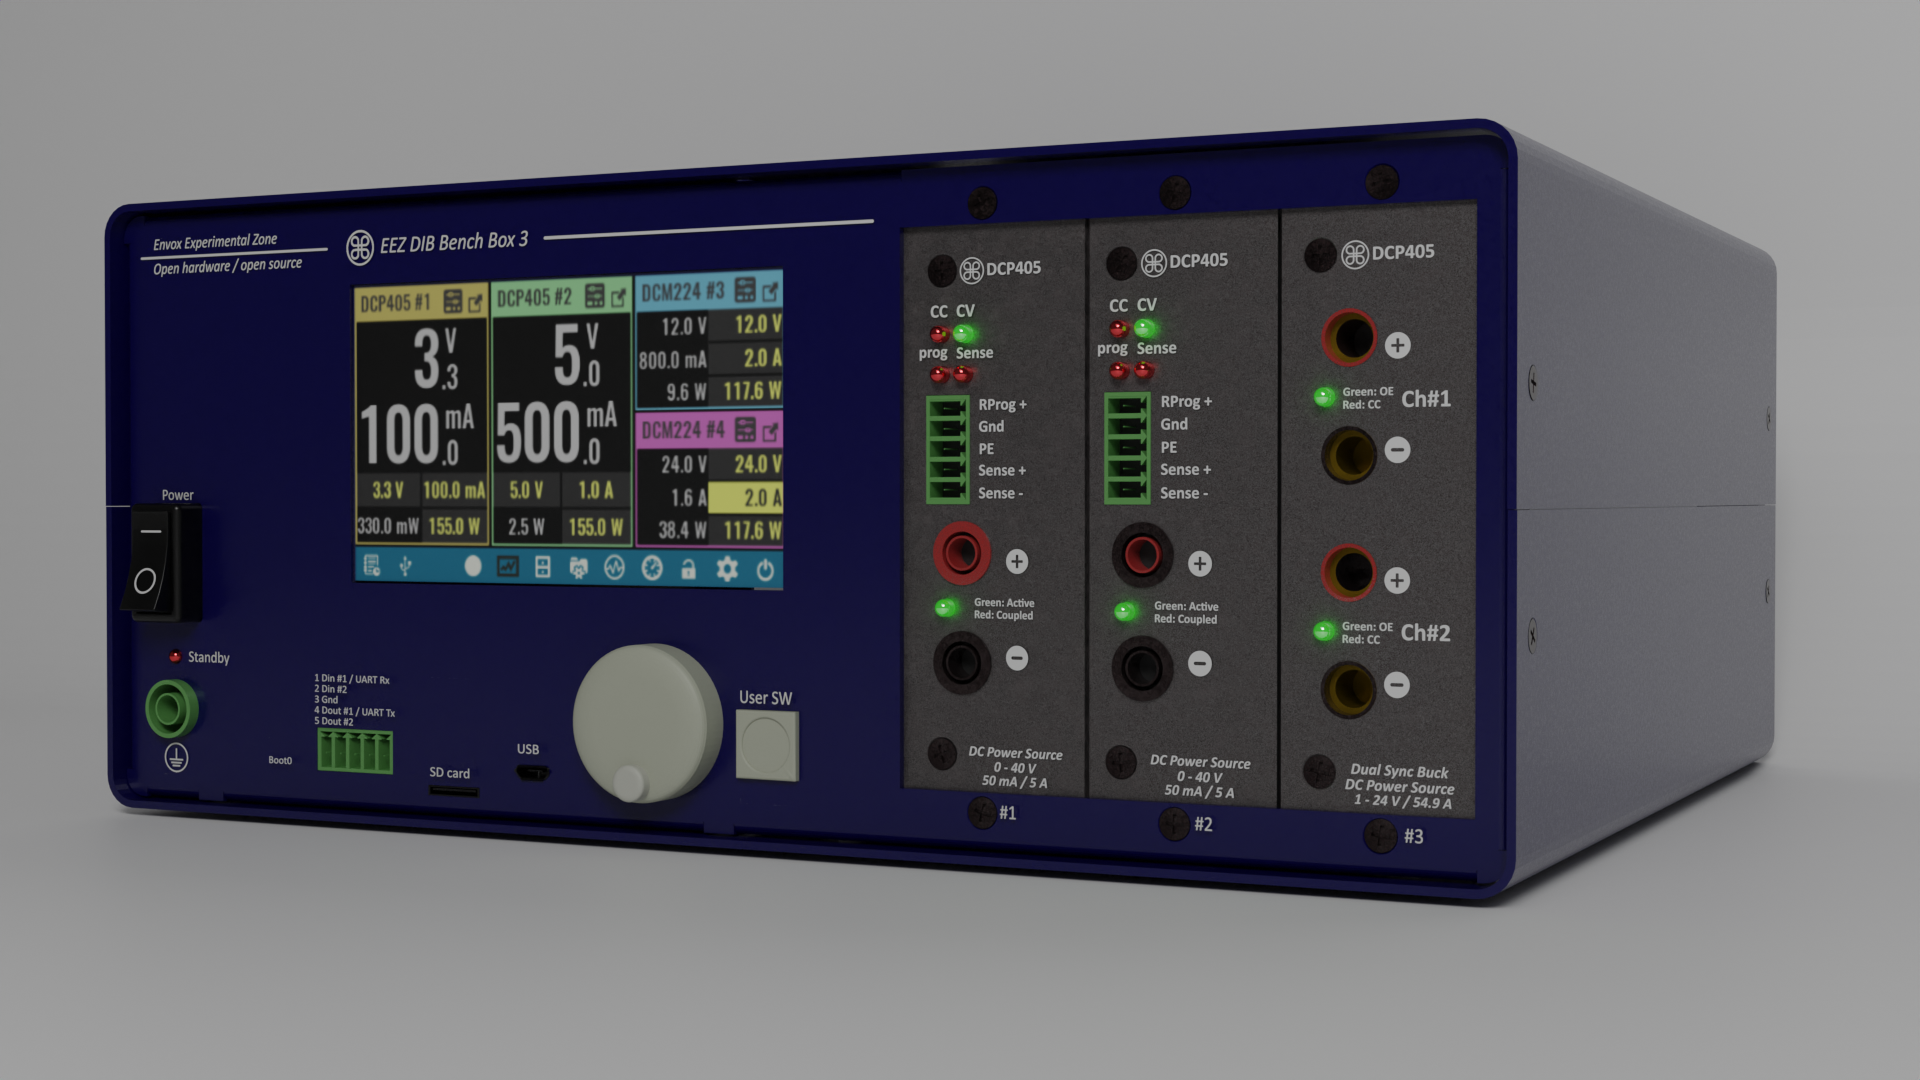 Envox Experimental Zone
Open hardware / open source
EEZ DIB Bench Box 3
DCP405 #1
3.3 V
100.0 mA
3.3 V 100.0 mA
330.0 mW 155.0 W
DCP405 #2
5.0 V
500.0 mA
5.0 V 1.0 A
2.5 W 155.0 W
DCM224 #3
12.0 V 12.0 V
800.0 mA 2.0 A
9.6 W 117.6 W
DCM224 #4
24.0 V 24.0 V
1.6 A 2.0 A
38.4 W 117.6 W
Power
Standby
1 Din #1 / UART Rx
2 Din #2
3 Gnd
4 Dout #1 / UART Tx
5 Dout #2
Boot0
SD card
USB
User SW
DCP405
CC CV
prog Sense
RProg +
Gnd
PE
Sense +
Sense -
+
Green: Active
Red: Coupled
-
DC Power Source
0 - 40 V
50 mA / 5 A
#1
DCP405
CC CV
prog Sense
RProg +
Gnd
PE
Sense +
Sense -
+
Green: Active
Red: Coupled
-
DC Power Source
0 - 40 V
50 mA / 5 A
#2
DCP405
+
Green: OE
Red: CC
Ch#1
-
+
Green: OE
Red: CC
Ch#2
-
Dual Sync Buck
DC Power Source
1 - 24 V / 54.9 A
#3